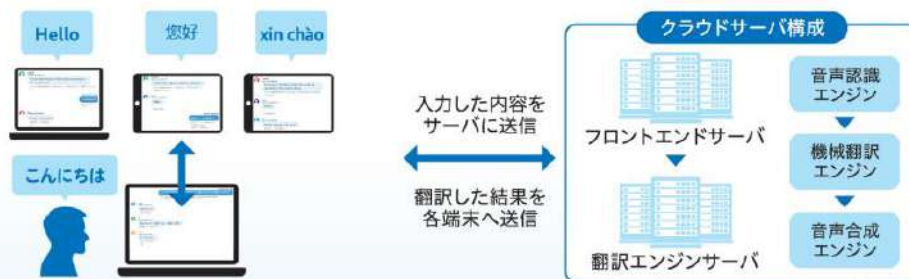 Hello
您好
xin chào
こんにちは
入力した内容を
サーバに送信
翻訳した結果を
各端末へ送信
クラウドサーバ構成
フロントエンドサーバ
翻訳エンジンサーバ
音声認識
エンジン
機械翻訳
エンジン
音声合成
エンジン